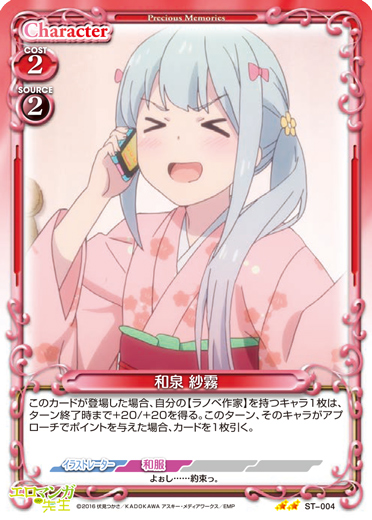 Precious Memories
Character
COST
2
SOURCE
2
和泉 紗霧
このカードが登場した場合、自分の【ラノベ作家】を持つキャラ1枚は、
ターン終了時まで+20/+20を得る。このターン、そのキャラがアプ
ローチでポイントを与えた場合、カードを1枚引く。
イラストレーター 和服
よぉし……約束っ。
エロマンガ先生
©2016 伏見つかさ/KADOKAWA アスキー・メディアワークス/EMP
ST-004